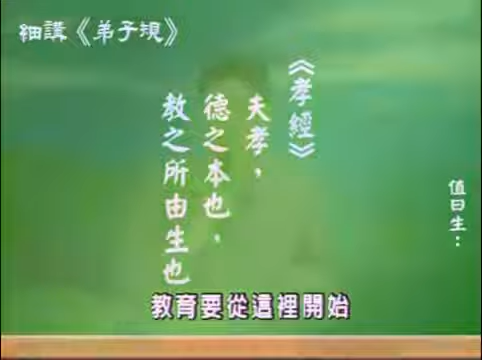 細講《弟子規》
《孝經》
夫孝，
德之本也，
教之所由生也
值日生：
教育要從這裡開始